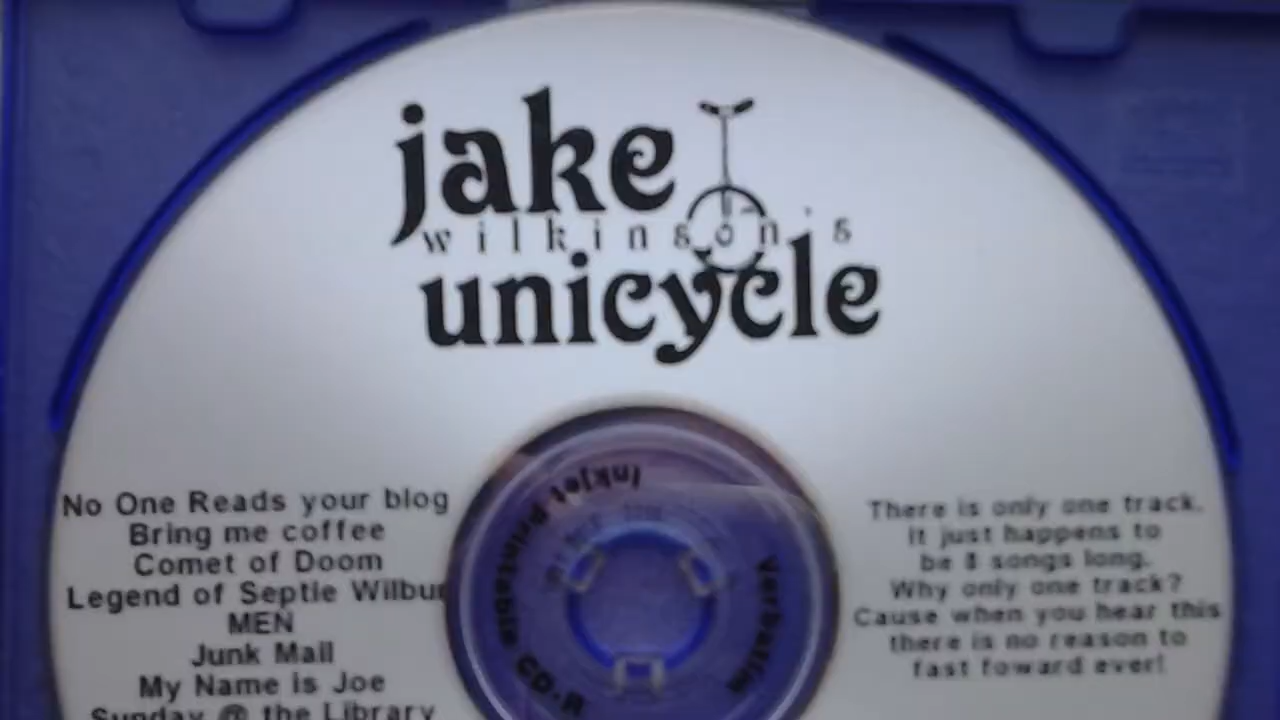 jake
wilkinson's
unicycle
No One Reads your blog
Bring me coffee
Comet of Doom
Legend of Septie Wilbur
MEN
Junk Mail
My Name is Joe
Sunday @ the Library
There is only one track.
It just happens to
be 8 songs long.
Why only one track?
Cause when you hear this
there is no reason to
fast foward ever!
Inkjet Printable CD-R
Verbatim